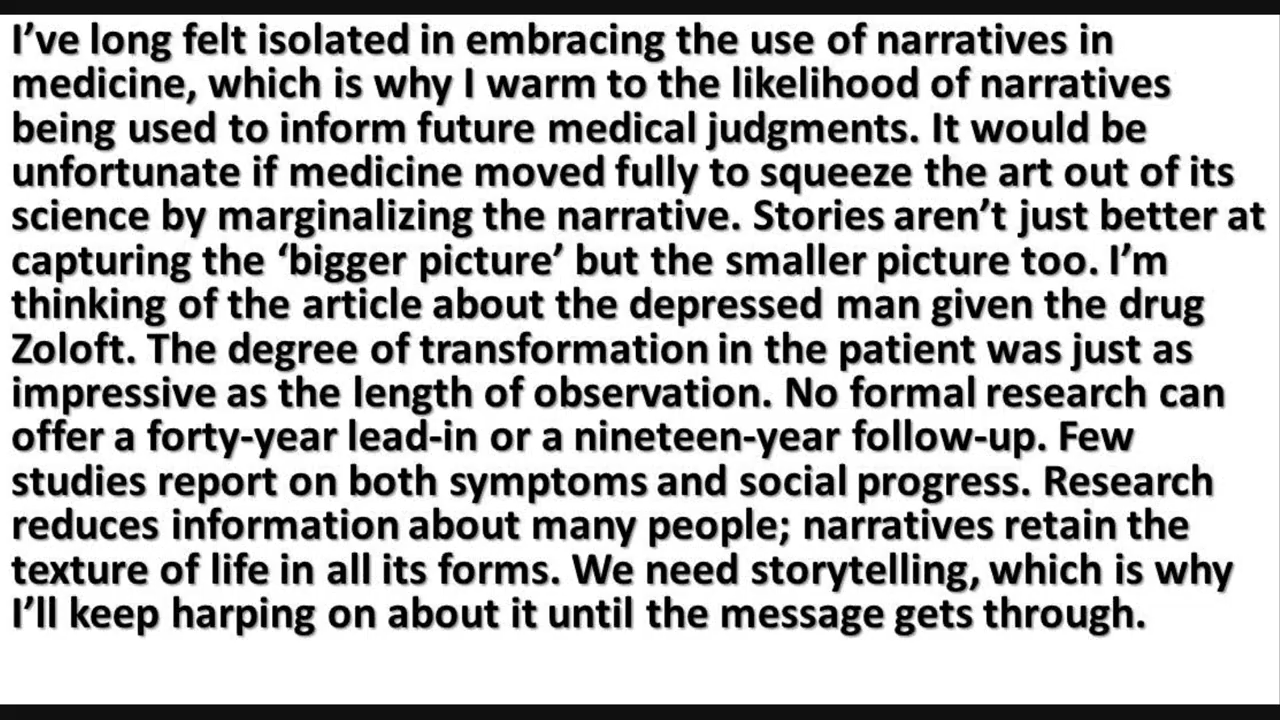 I’ve long felt isolated in embracing the use of narratives in
medicine, which is why I warm to the likelihood of narratives
being used to inform future medical judgments. It would be
unfortunate if medicine moved fully to squeeze the art out of its
science by marginalizing the narrative. Stories aren’t just better at
capturing the ‘bigger picture’ but the smaller picture too. I’m
thinking of the article about the depressed man given the drug
Zoloft. The degree of transformation in the patient was just as
impressive as the length of observation. No formal research can
offer a forty-year lead-in or a nineteen-year follow-up. Few
studies report on both symptoms and social progress. Research
reduces information about many people; narratives retain the
texture of life in all its forms. We need storytelling, which is why
I’ll keep harping on about it until the message gets through.